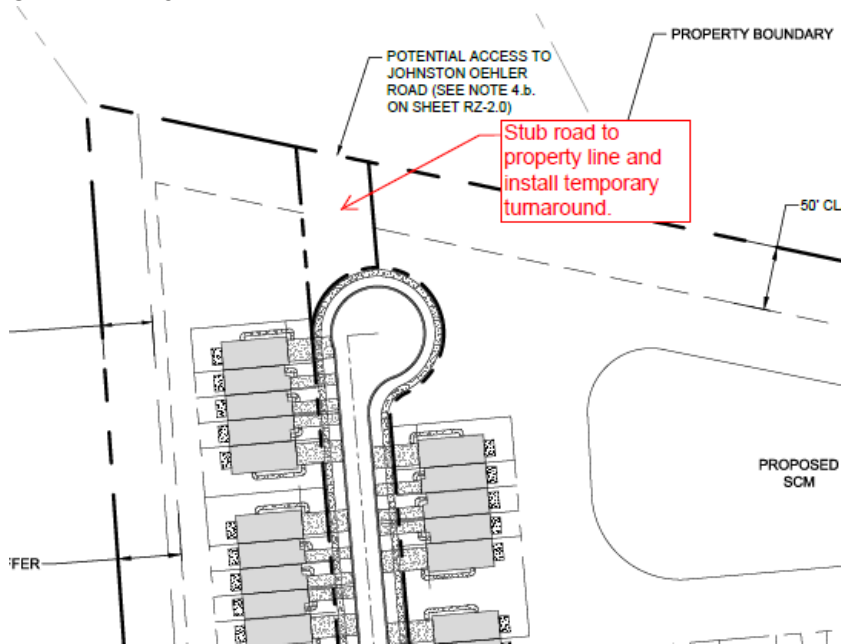 PROPERTY BOUNDARY
POTENTIAL ACCESS TO
JOHNSTON OEHLER
ROAD (SEE NOTE 4.b.
ON SHEET RZ-2.0)
Stub road to
property line and
install temporary
turnaround.
50' CL
PROPOSED
SCM
FFER